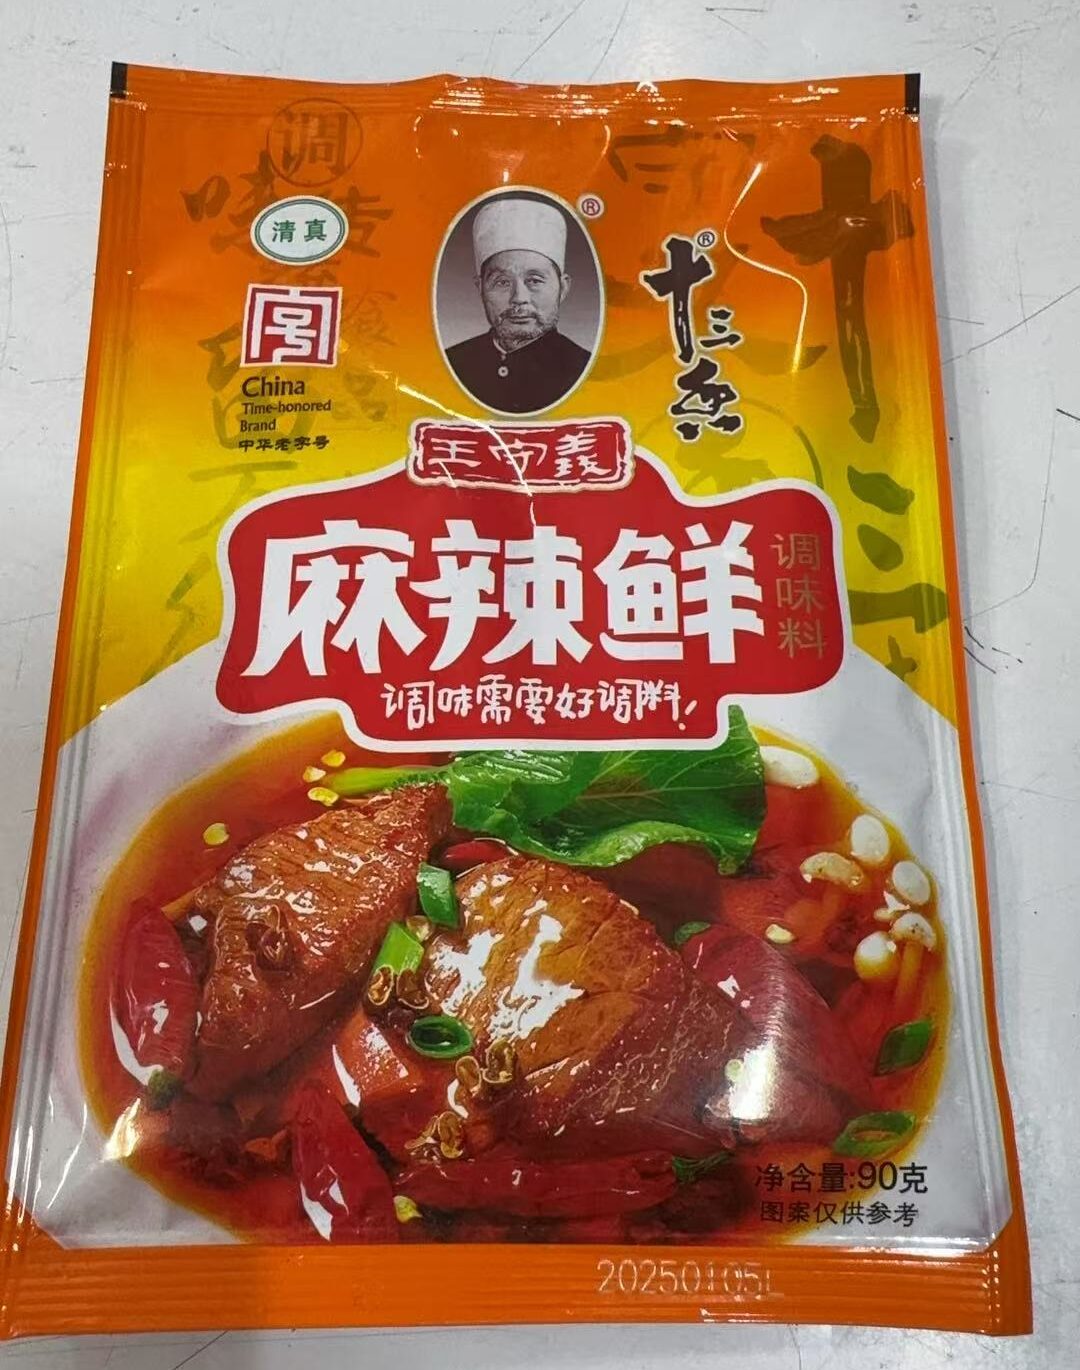 清真
®
®
十三香
China
Time-honored
Brand
中华老字号
王守義
麻辣鲜
调味料
调味需要好调料!
净含量:90克
图案仅供参考
20250105L